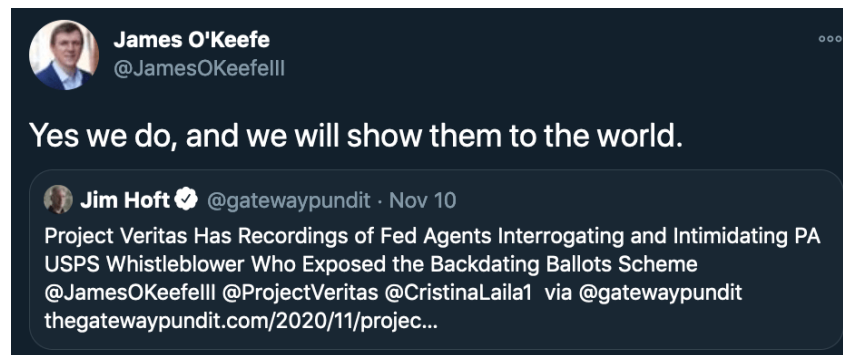 James O'Keefe
@JamesOKeefeIII
Yes we do, and we will show them to the world.
Jim Hoft @gatewaypundit · Nov 10
Project Veritas Has Recordings of Fed Agents Interrogating and Intimidating PA
USPS Whistleblower Who Exposed the Backdating Ballots Scheme
@JamesOKeefeIII @ProjectVeritas @CristinaLaila1 via @gatewaypundit
thegatewaypundit.com/2020/11/projec...